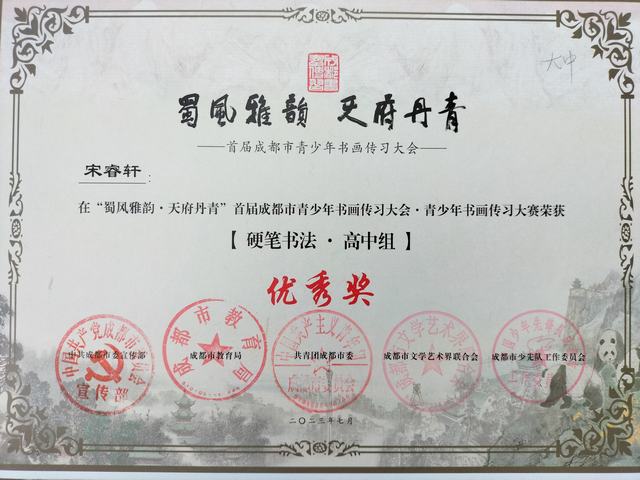 大中
蜀風雅韻 天府丹青
首届成都市青少年书画传习大会
宋睿轩：
在“蜀风雅韵·天府丹青”首届成都市青少年书画传习大会·青少年书画传习大赛荣获
【硬笔书法·高中组】
优秀奖
中共成都市委宣传部 成都市教育局 共青团成都市委 成都市文学艺术界联合会 成都市少先队工作委员会
宣传部
二〇二三年七月